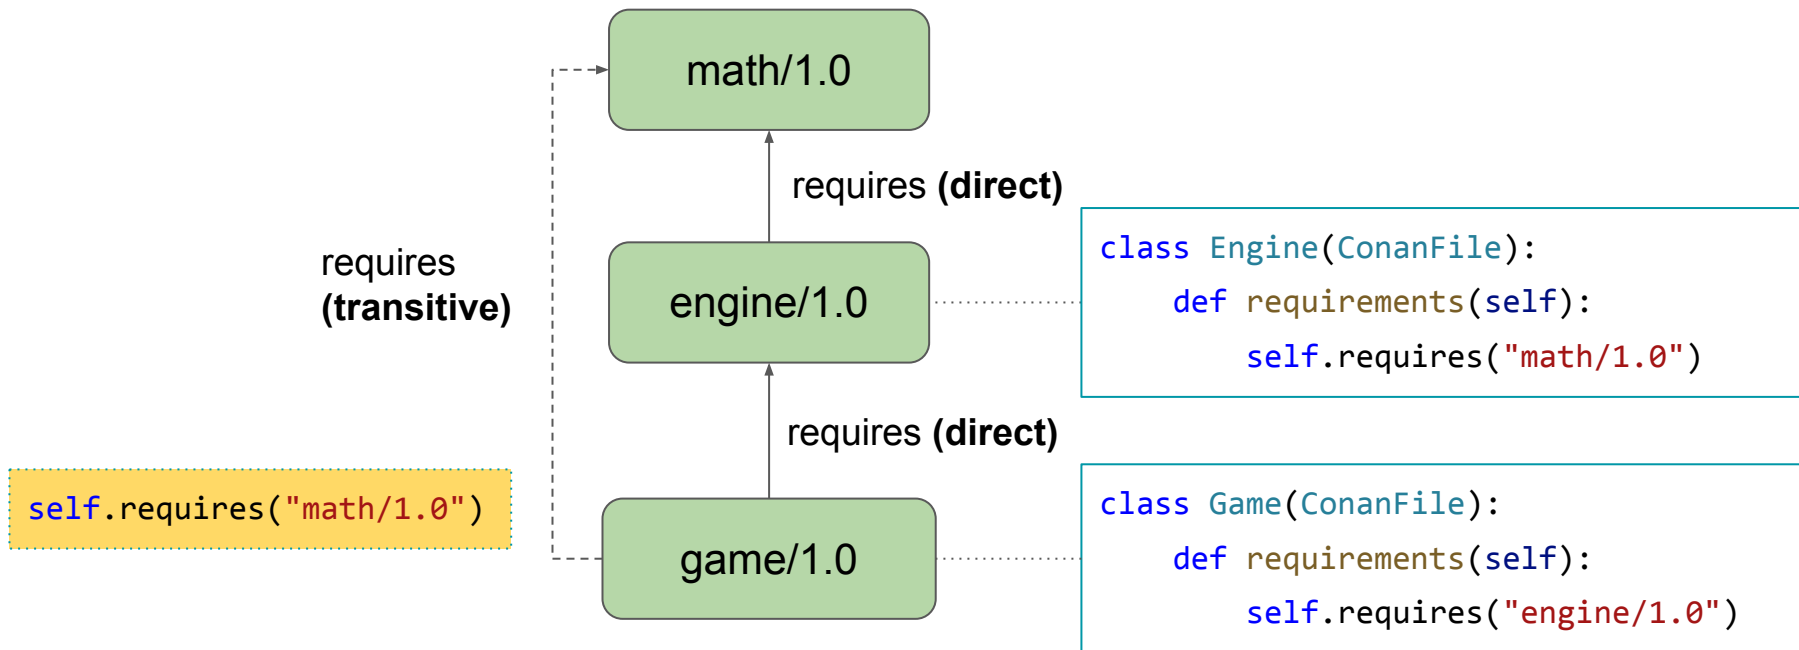 math/1.0
requires (direct)
requires
(transitive)
engine/1.0
class Engine(ConanFile):
    def requirements(self):
        self.requires("math/1.0")
requires (direct)
self.requires("math/1.0")
game/1.0
class Game(ConanFile):
    def requirements(self):
        self.requires("engine/1.0")